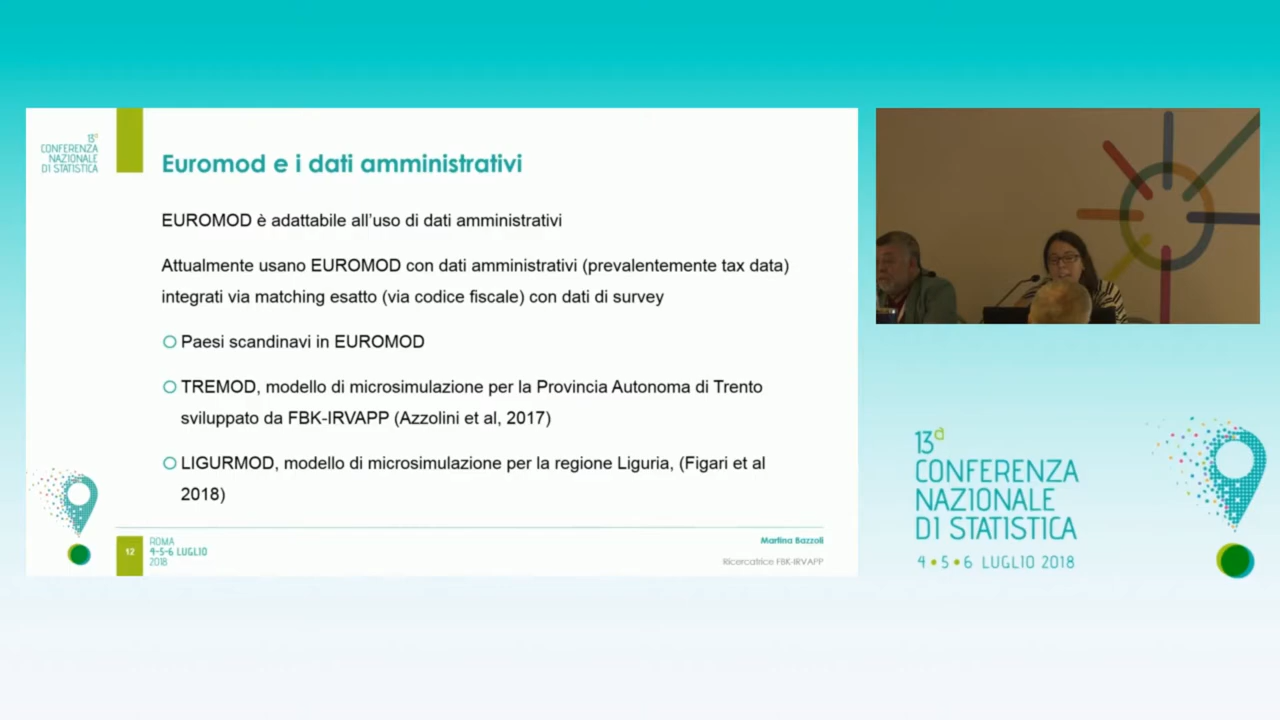 13ª
CONFERENZA
NAZIONALE
DI STATISTICA
Euromod e i dati amministrativi
EUROMOD è adattabile all'uso di dati amministrativi
Attualmente usano EUROMOD con dati amministrativi (prevalentemente tax data)
integrati via matching esatto (via codice fiscale) con dati di survey
Paesi scandinavi in EUROMOD
TREMOD, modello di microsimulazione per la Provincia Autonoma di Trento
sviluppato da FBK-IRVAPP (Azzolini et al, 2017)
LIGURMOD, modello di microsimulazione per la regione Liguria, (Figari et al
2018)
12
ROMA
4-5-6 LUGLIO
2018
Martina Bazzoli
Ricercatrice FBK-IRVAPP
13ª
CONFERENZA
NAZIONALE
DI STATISTICA
4•5•6 LUGLIO 2018